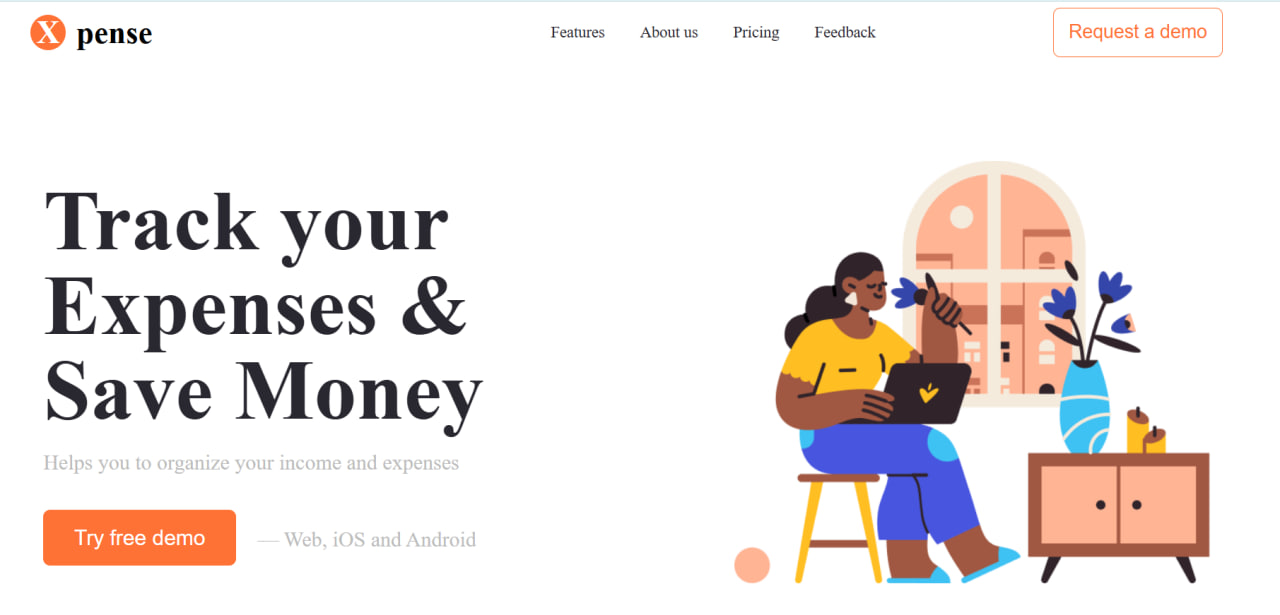 X pense
Features
About us
Pricing
Feedback
Request a demo
Track your
Expenses &
Save Money
Helps you to organize your income and expenses
Try free demo
— Web, iOS and Android